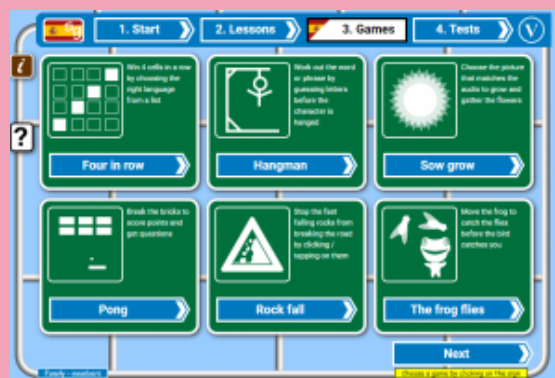 1. Start
2. Lessons
3. Games
4. Tests
V
i
?
Win 4 cells in a row
by choosing the
right language
from a list
Four in row
Work out the word
or phrase by
guessing letters
before the
character is
hanged
Hangman
Choose the picture
that matches the
audio to grow and
gather the flowers
Sow grow
Break the bricks to
score points and
get questions
Pong
Stop the fast
falling rocks from
breaking the road
by clicking /
tapping on them
Rock fall
Move the frog to
catch the flies
before the bird
catches you
The frog flies
Next
Family - members
Choose a game by clicking on the sign